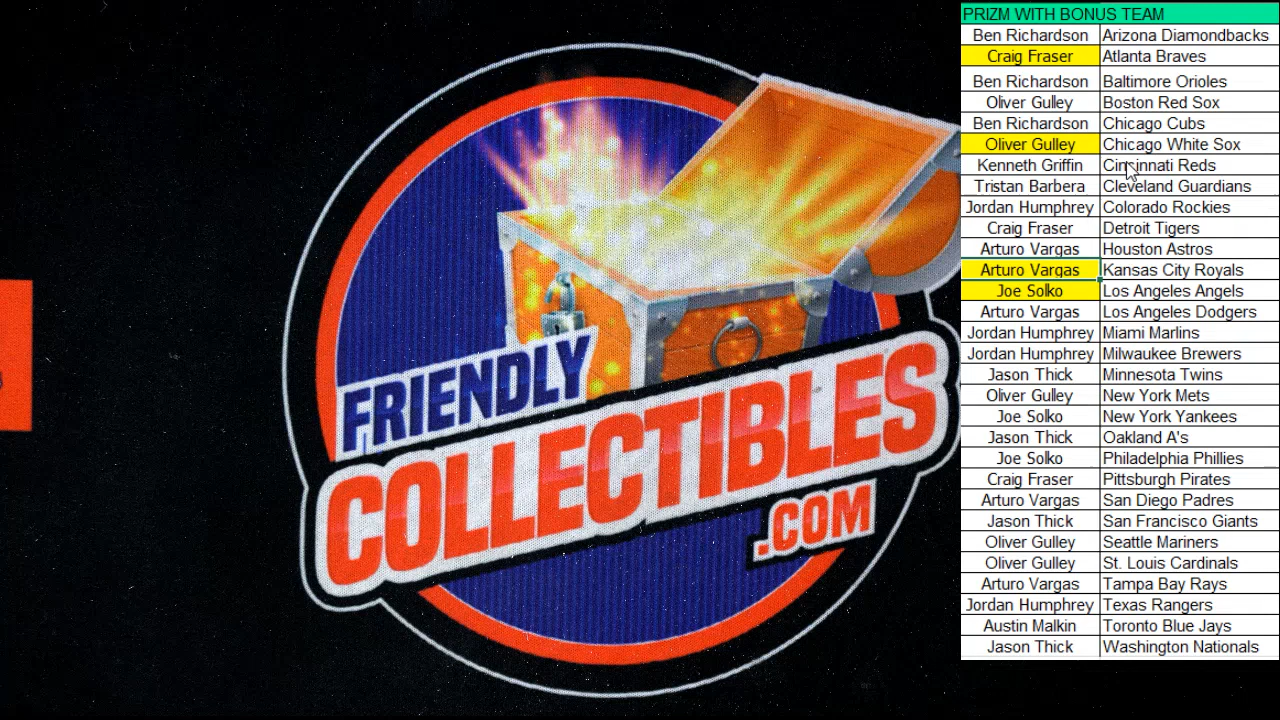 PRIZM WITH BONUS TEAM
Ben Richardson Arizona Diamondbacks
Craig Fraser Atlanta Braves
Ben Richardson Baltimore Orioles
Oliver Gulley Boston Red Sox
Ben Richardson Chicago Cubs
Oliver Gulley Chicago White Sox
Kenneth Griffin Cincinnati Reds
Tristan Barbera Cleveland Guardians
Jordan Humphrey Colorado Rockies
Craig Fraser Detroit Tigers
Arturo Vargas Houston Astros
Arturo Vargas Kansas City Royals
Joe Solko Los Angeles Angels
Arturo Vargas Los Angeles Dodgers
Jordan Humphrey Miami Marlins
Jordan Humphrey Milwaukee Brewers
Jason Thick Minnesota Twins
Oliver Gulley New York Mets
Joe Solko New York Yankees
Jason Thick Oakland A's
Joe Solko Philadelphia Phillies
Craig Fraser Pittsburgh Pirates
Arturo Vargas San Diego Padres
Jason Thick San Francisco Giants
Oliver Gulley Seattle Mariners
Oliver Gulley St. Louis Cardinals
Arturo Vargas Tampa Bay Rays
Jordan Humphrey Texas Rangers
Austin Malkin Toronto Blue Jays
Jason Thick Washington Nationals
FRIENDLY
COLLECTIBLES
.COM